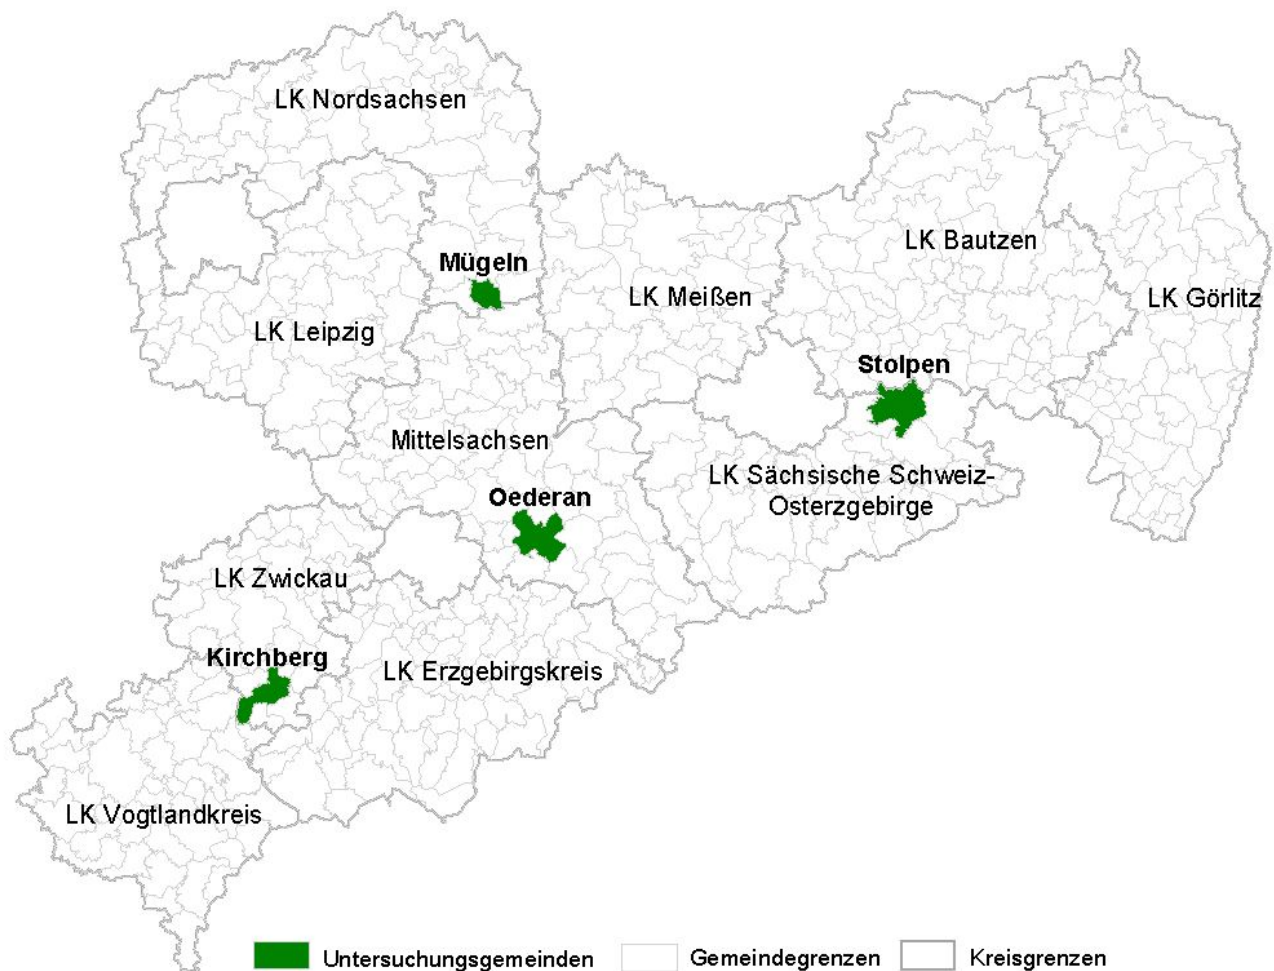 LK Nordsachsen
LK Bautzen
Mügeln
LK Meißen
LK Görlitz
LK Leipzig
Stolpen
Mittelsachsen
LK Sächsische Schweiz-
Osterzgebirge
Oederan
LK Zwickau
Kirchberg
LK Erzgebirgskreis
LK Vogtlandkreis
Untersuchungsgemeinden Gemeindegrenzen Kreisgrenzen